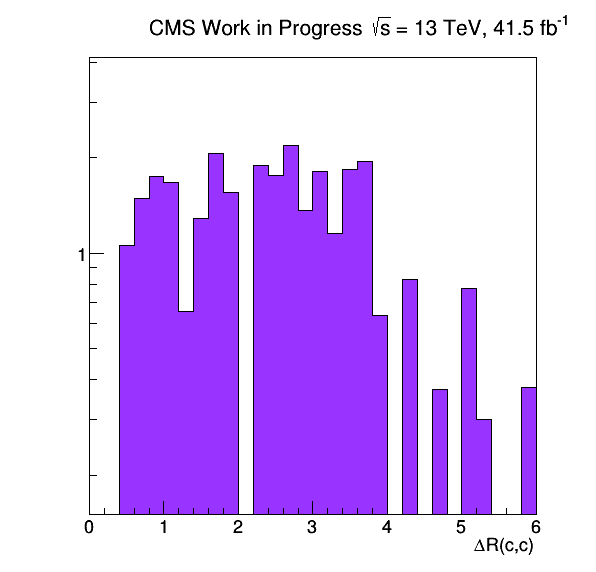 CMS Work in Progress √s = 13 TeV, 41.5 fb⁻¹
1
0 1 2 3 4 5 6
ΔR(c,c)